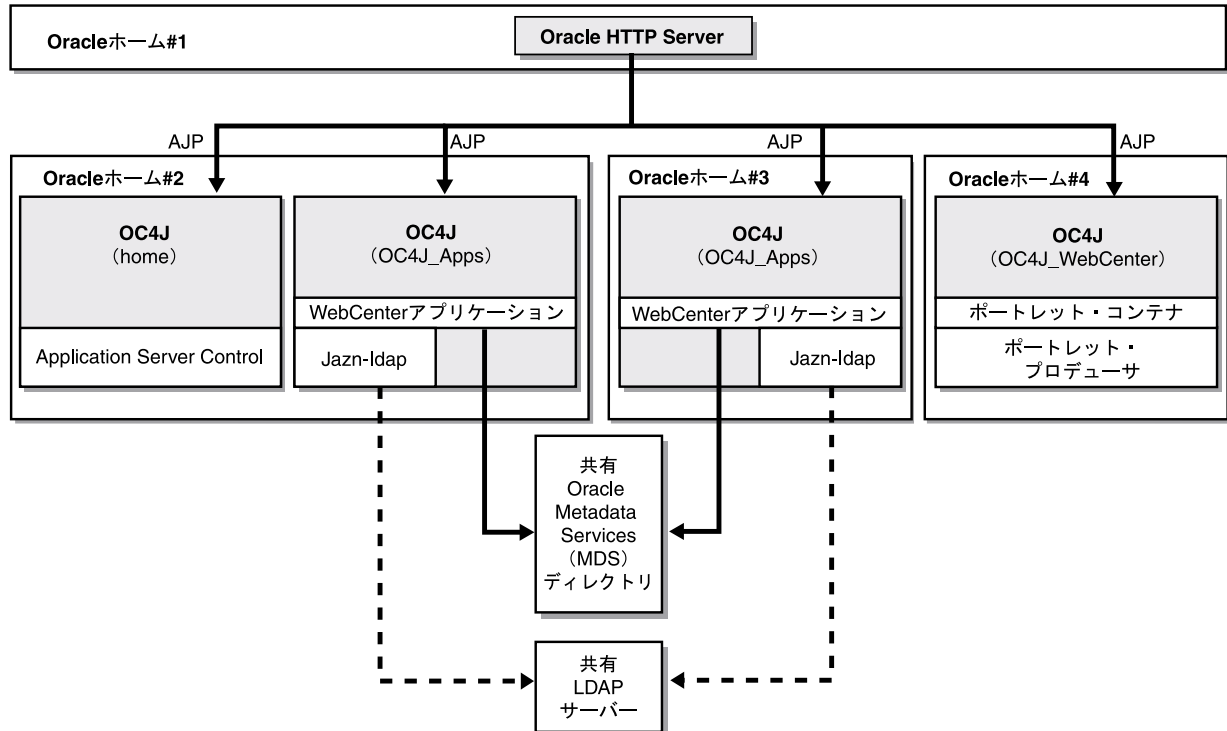 Oracleホーム#1
Oracle HTTP Server
AJP
AJP
AJP
AJP
Oracleホーム#2
OC4J
（home）
Application Server Control
OC4J
（OC4J_Apps）
WebCenterアプリケーション
Jazn-ldap
Oracleホーム#3
OC4J
（OC4J_Apps）
WebCenterアプリケーション
Jazn-ldap
Oracleホーム#4
OC4J
（OC4J_WebCenter）
ポートレット・コンテナ
ポートレット・
プロデューサ
共有
Oracle
Metadata
Services
（MDS）
ディレクトリ
共有
LDAP
サーバー